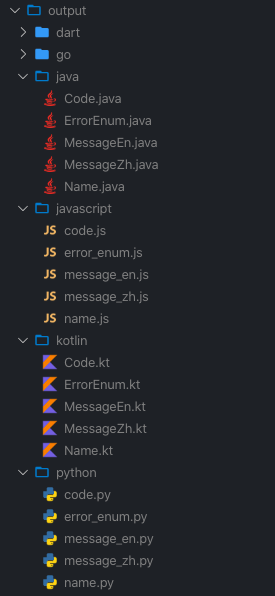 output
dart
go
java
Code.java
ErrorEnum.java
MessageEn.java
MessageZh.java
Name.java
javascript
JS code.js
JS error_enum.js
JS message_en.js
JS message_zh.js
JS name.js
kotlin
Code.kt
ErrorEnum.kt
MessageEn.kt
MessageZh.kt
Name.kt
python
code.py
error_enum.py
message_en.py
message_zh.py
name.py